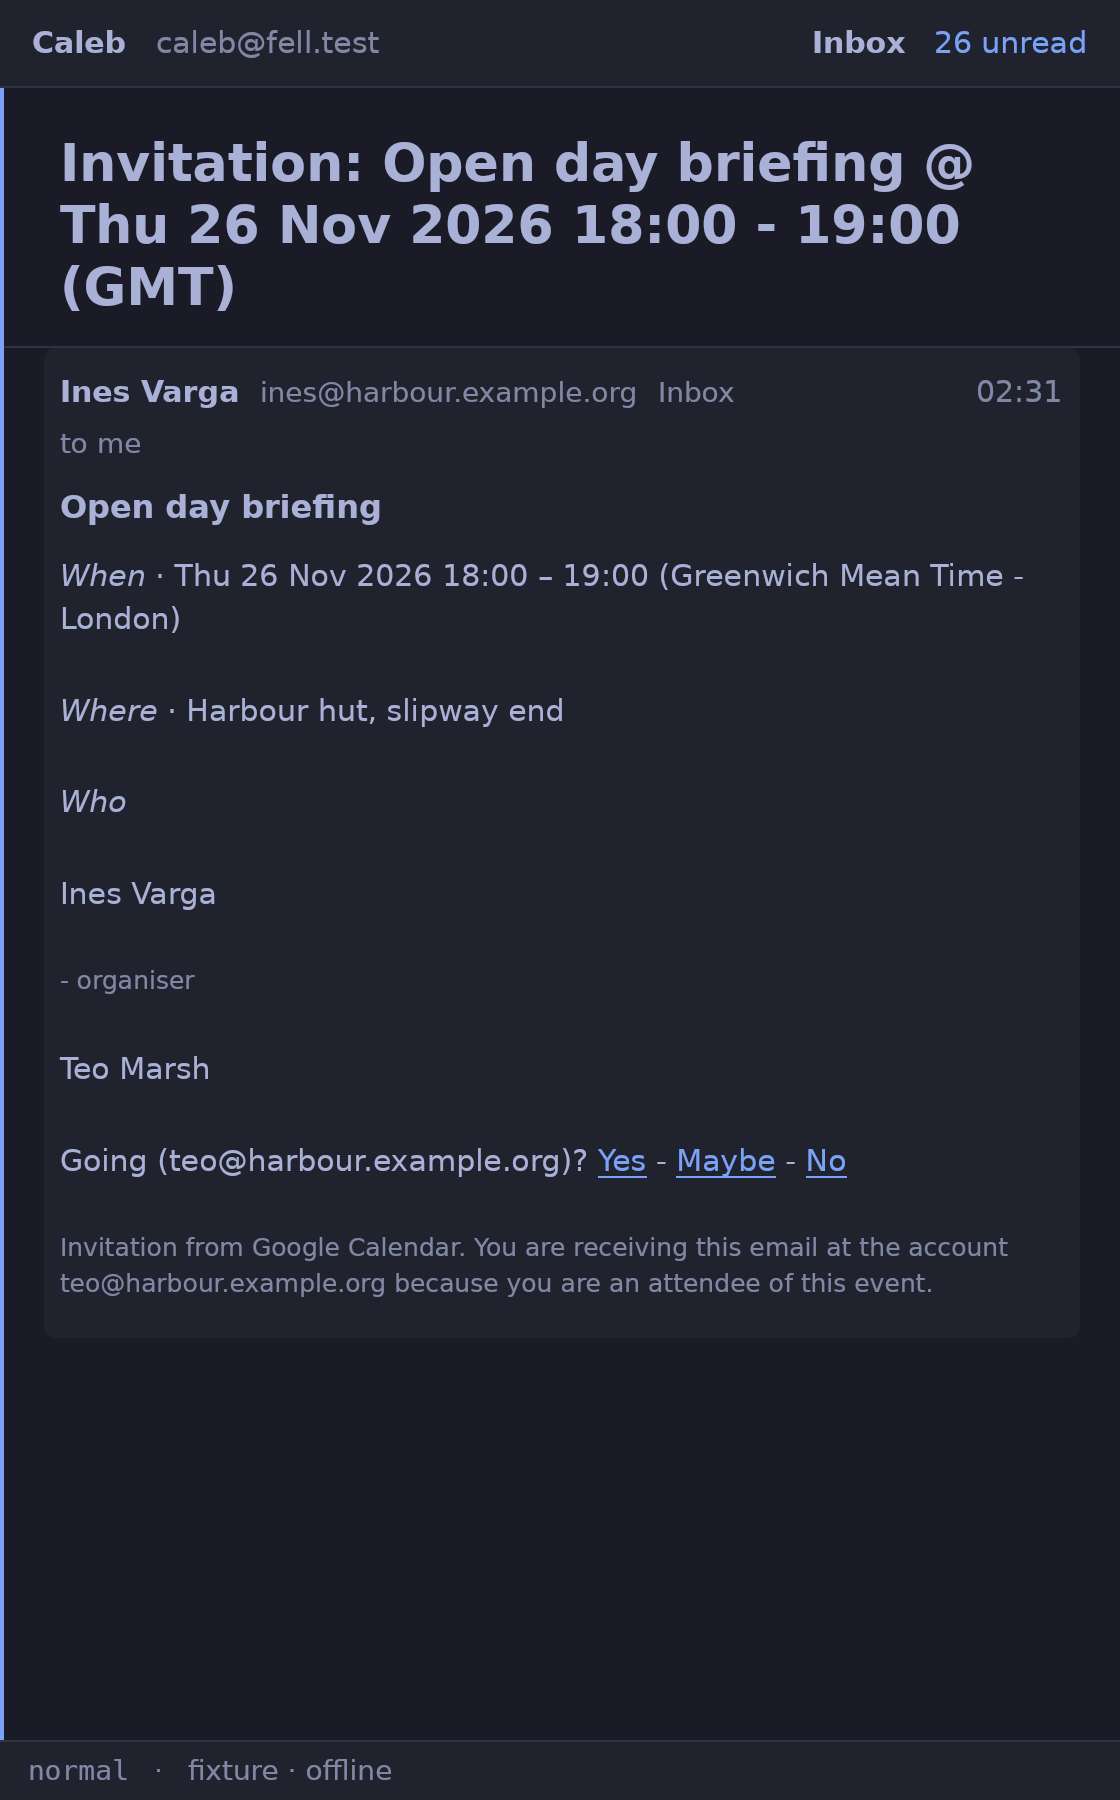 Caleb caleb@fell.test Inbox 26 unread
Invitation: Open day briefing @
Thu 26 Nov 2026 18:00 - 19:00
(GMT)
Ines Varga ines@harbour.example.org Inbox 02:31
to me
Open day briefing
When · Thu 26 Nov 2026 18:00 – 19:00 (Greenwich Mean Time -
London)
Where · Harbour hut, slipway end
Who
Ines Varga
- organiser
Teo Marsh
Going (teo@harbour.example.org)? Yes - Maybe - No
Invitation from Google Calendar. You are receiving this email at the account
teo@harbour.example.org because you are an attendee of this event.
normal · fixture · offline